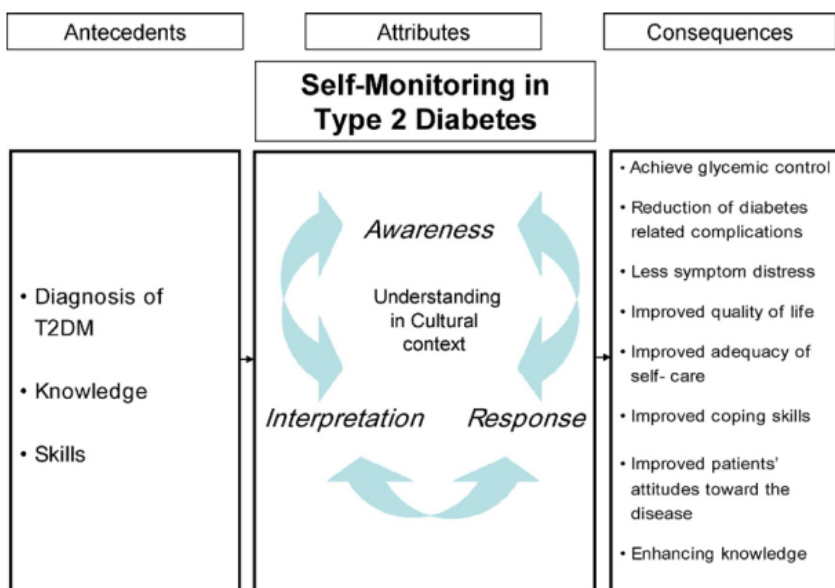 Antecedents
Attributes
Consequences
Self-Monitoring in
Type 2 Diabetes
• Diagnosis of
T2DM
• Knowledge
• Skills
Awareness
Understanding
in Cultural
context
Interpretation
Response
• Achieve glycemic control
• Reduction of diabetes
related complications
• Less symptom distress
• Improved quality of life
• Improved adequacy of
self- care
• Improved coping skills
• Improved patients'
attitudes toward the
disease
• Enhancing knowledge